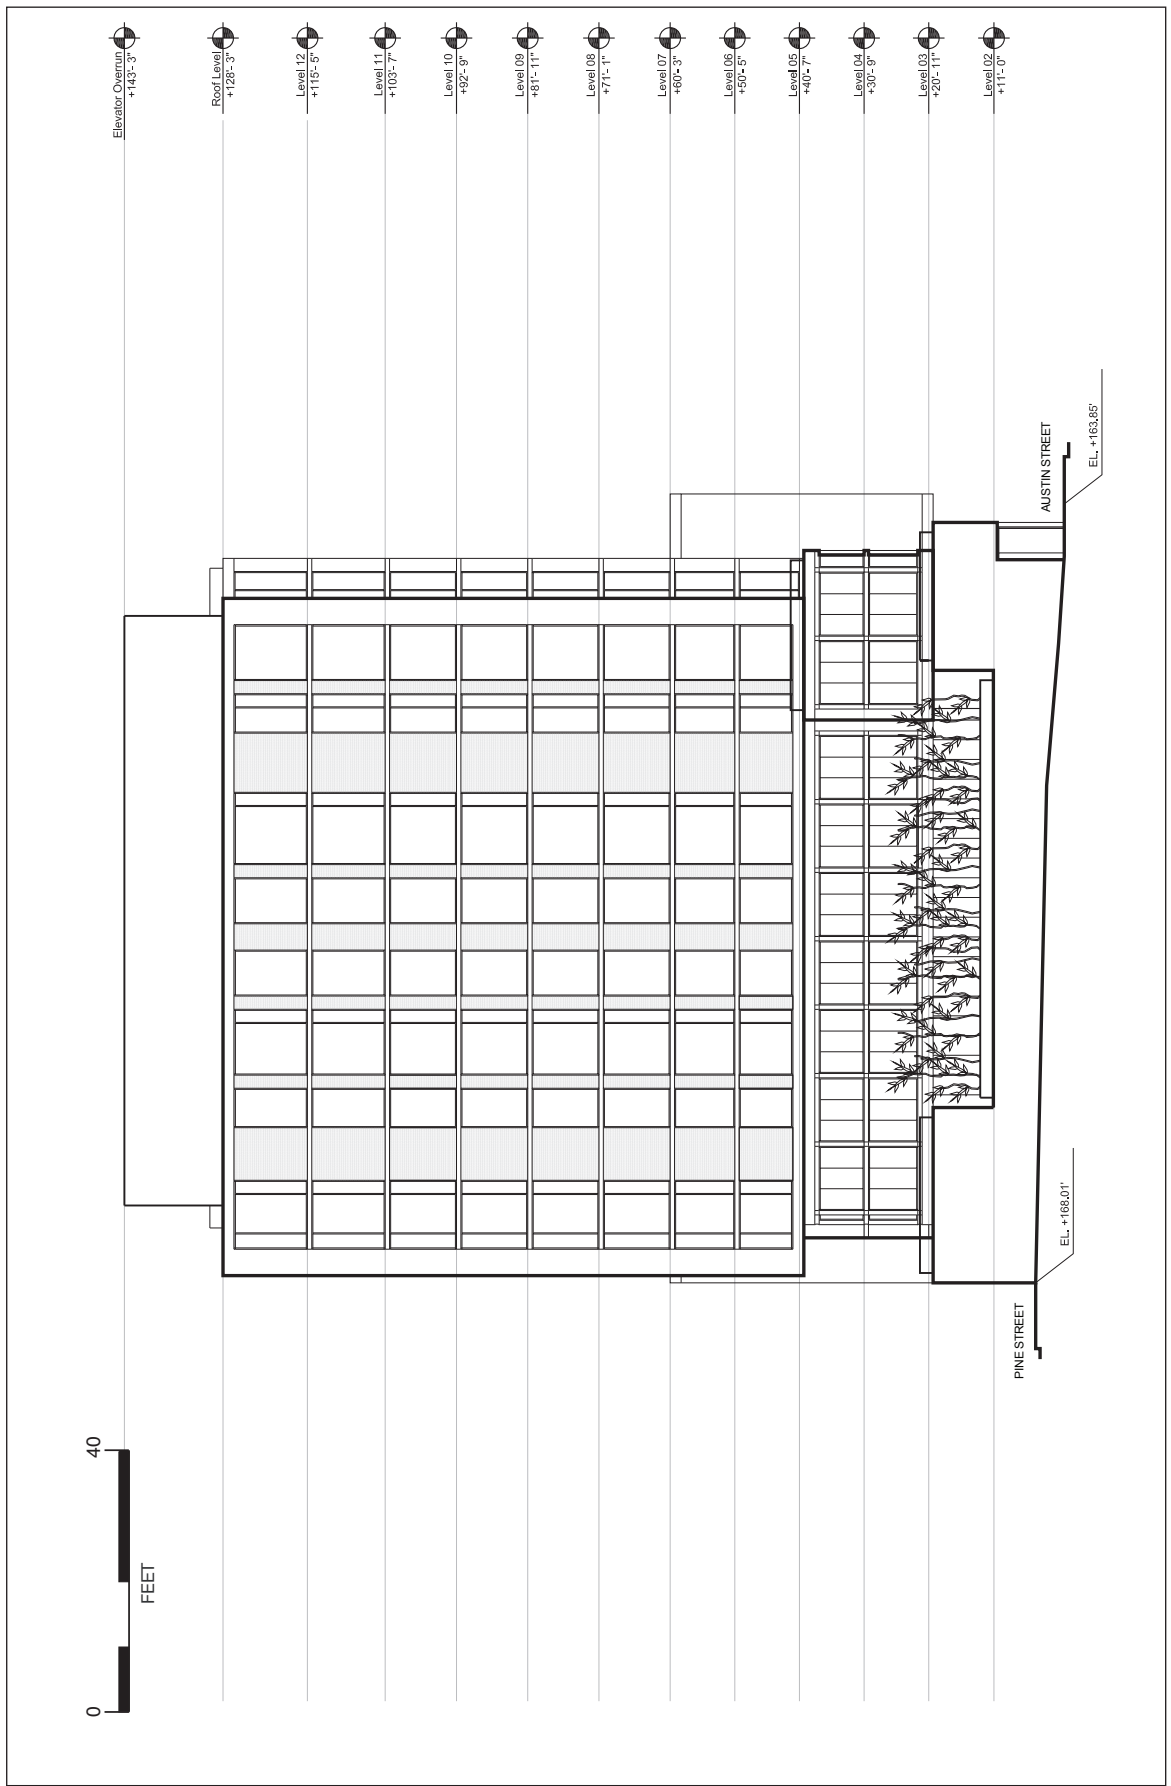 Elevator Overrun
+143'- 3"
Roof Level
+128'- 3"
Level 12
+115'- 5"
Level 11
+103'- 7"
Level 10
+92'- 9"
Level 09
+81'- 11"
Level 08
+71'- 1"
Level 07
+60'- 3"
Level 06
+50'- 5"
Level 05
+40'- 7"
Level 04
+30'- 9"
Level 03
+20'- 11"
Level 02
+11'- 0"
PINE STREET
EL. +168.01'
AUSTIN STREET
EL. +163.85'
0
40
FEET